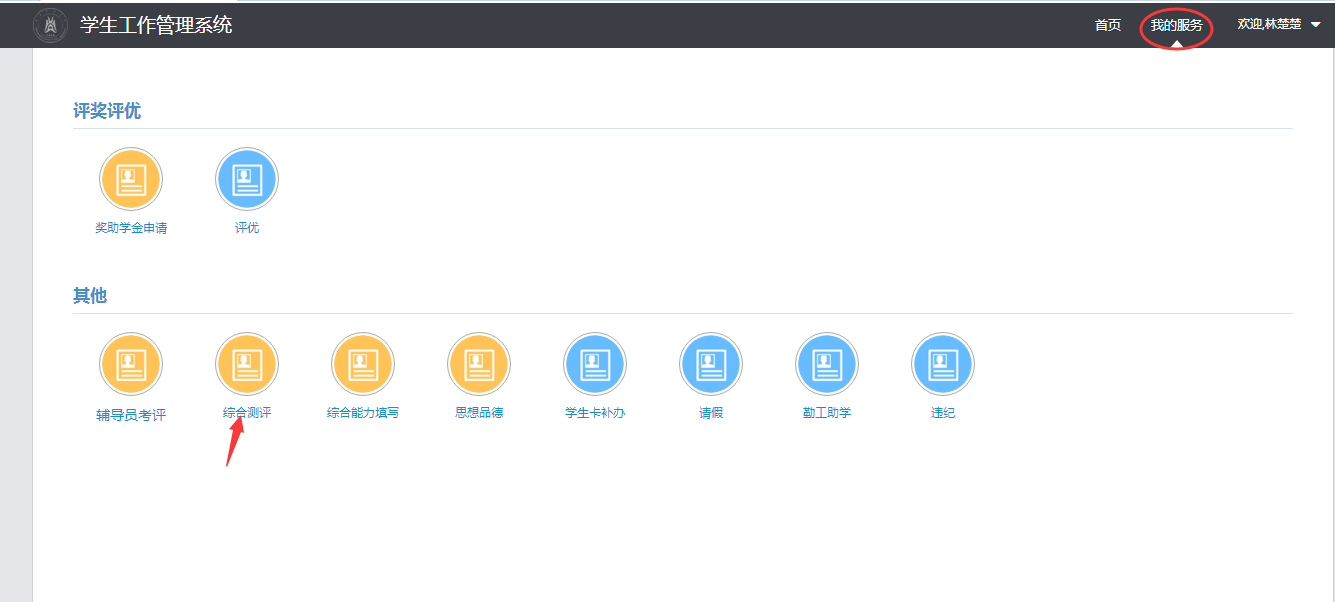 学生工作管理系统
首页
我的服务
欢迎,林楚楚
评奖评优
奖助学金申请
评优
其他
辅导员考评
综合测评
综合能力填写
思想品德
学生卡补办
请假
勤工助学
违纪